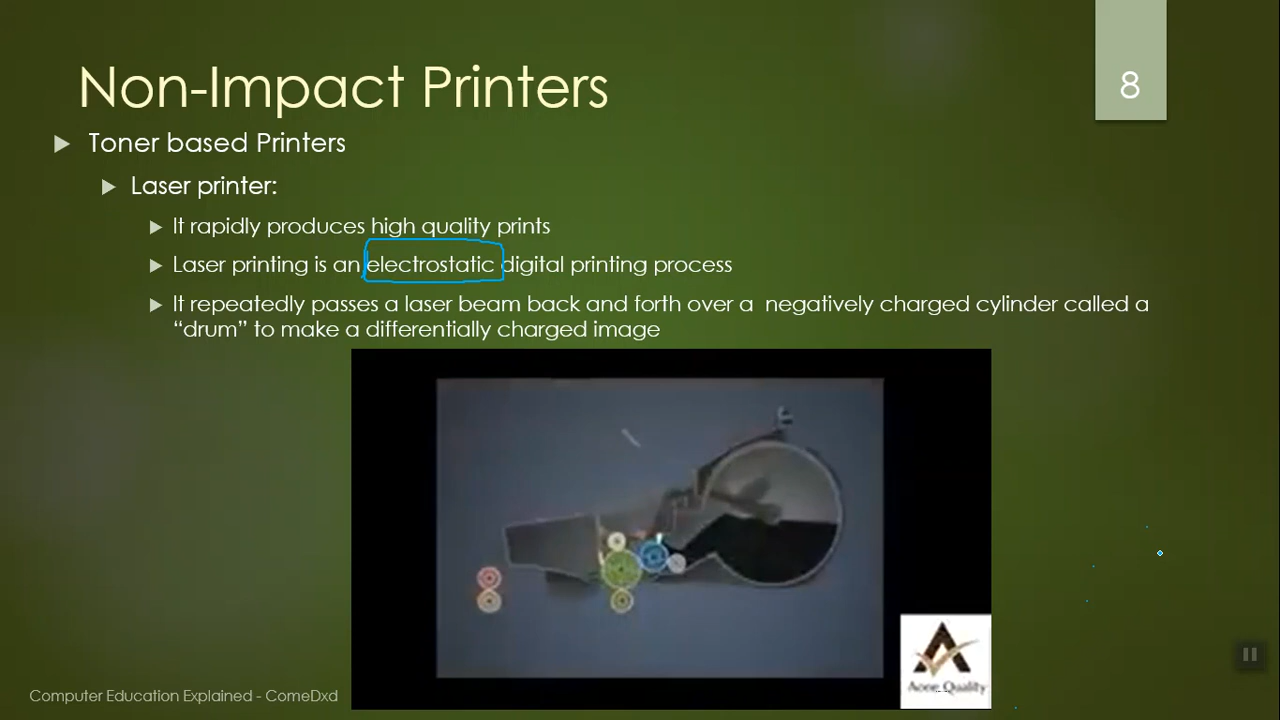 Non-Impact Printers
8
Toner based Printers
Laser printer:
It rapidly produces high quality prints
Laser printing is an electrostatic digital printing process
It repeatedly passes a laser beam back and forth over a negatively charged cylinder called a
“drum” to make a differentially charged image
Acne Quality
Computer Education Explained - ComeDxd